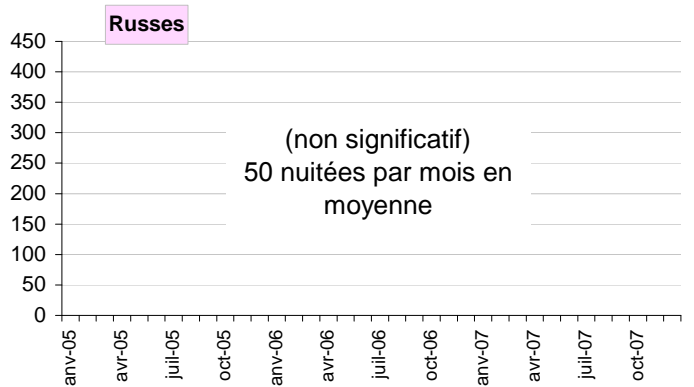 Russes
450
400
350
300
250
200
150
100
50
0
(non significatif)
50 nuitées par mois en
moyenne
anv-05
avr-05
juil-05
oct-05
anv-06
avr-06
juil-06
oct-06
anv-07
avr-07
juil-07
oct-07